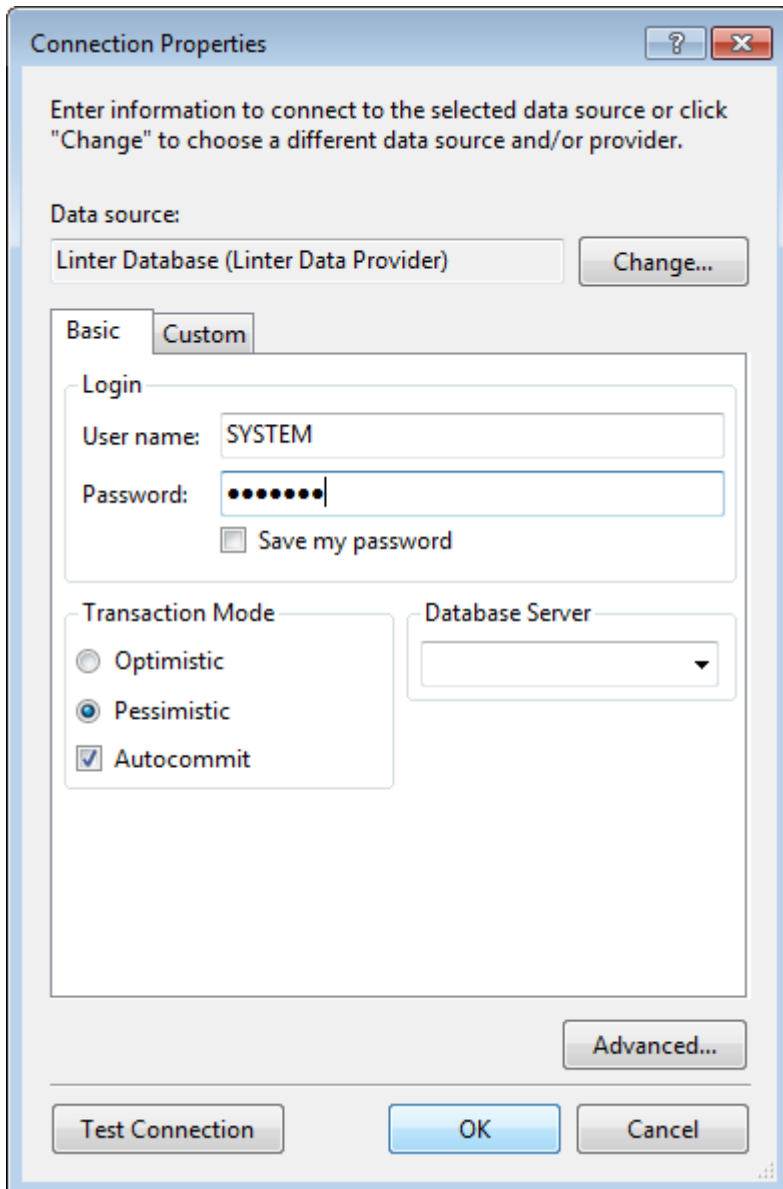 Connection Properties
Enter information to connect to the selected data source or click
"Change" to choose a different data source and/or provider.
Data source:
Linter Database (Linter Data Provider)
Change...
Basic
Custom
Login
User name:
SYSTEM
Password:
•••••••
Save my password
Transaction Mode
Optimistic
Pessimistic
Autocommit
Database Server
Advanced...
Test Connection
OK
Cancel